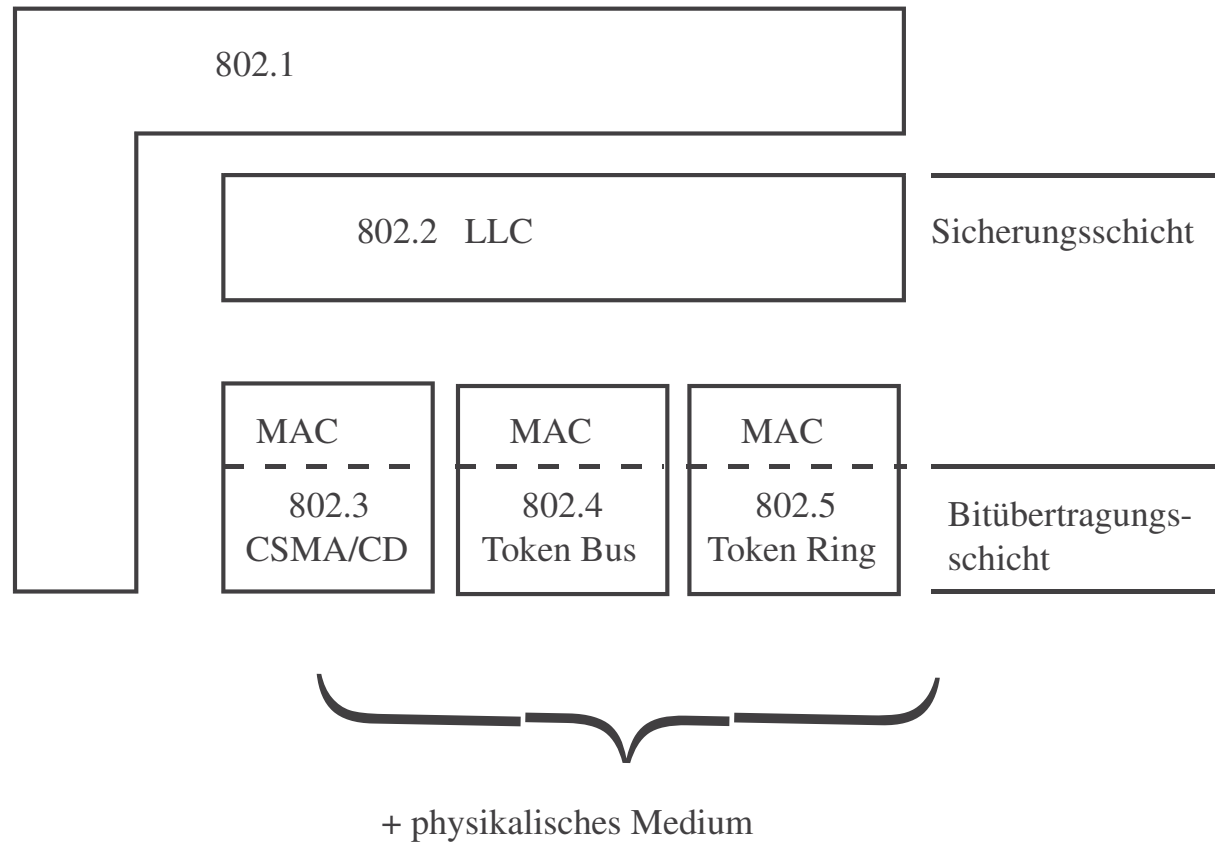 802.1
802.2 LLC
Sicherungsschicht
MAC
MAC
MAC
802.3
CSMA/CD
802.4
Token Bus
802.5
Token Ring
Bitübertragungs-
schicht
+ physikalisches Medium